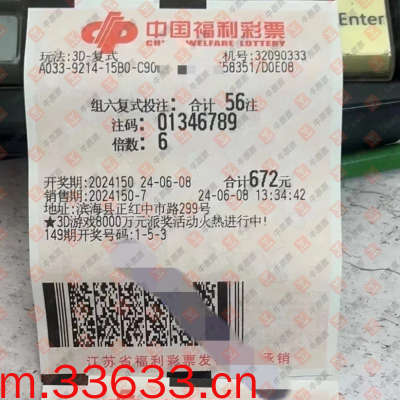 Enter
中国福利彩票
CHINA WELFARE LOTTERY
玩法:3D-复式
机号:32090333
A033-9214-15B0-C90
58351/D0E08
组六复式投注: 合计 56注
注码: 01346789
倍数: 6
开奖期:2024150 24-06-08 合计672元
销售期:2024150-7 24-06-08 13:34:42
地址:滨海县正红中市路299号
★3D游戏8000万元派奖活动火热进行中!
149期开奖号码:1-5-3
江苏省福利彩票发 承销
m.33633.cn